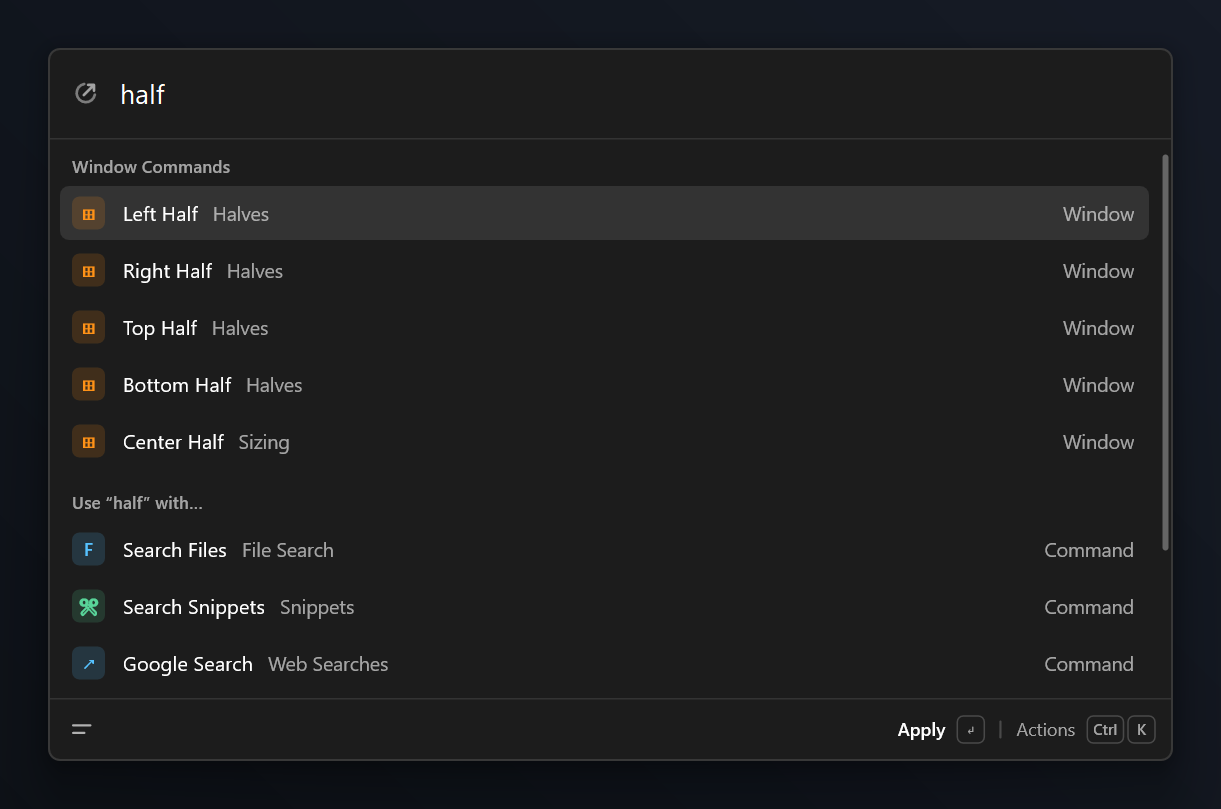 half
Window Commands
Left Half Halves Window
Right Half Halves Window
Top Half Halves Window
Bottom Half Halves Window
Center Half Sizing Window
Use “half” with...
F Search Files File Search Command
Search Snippets Snippets Command
Google Search Web Searches Command
Apply ↵ | Actions Ctrl K